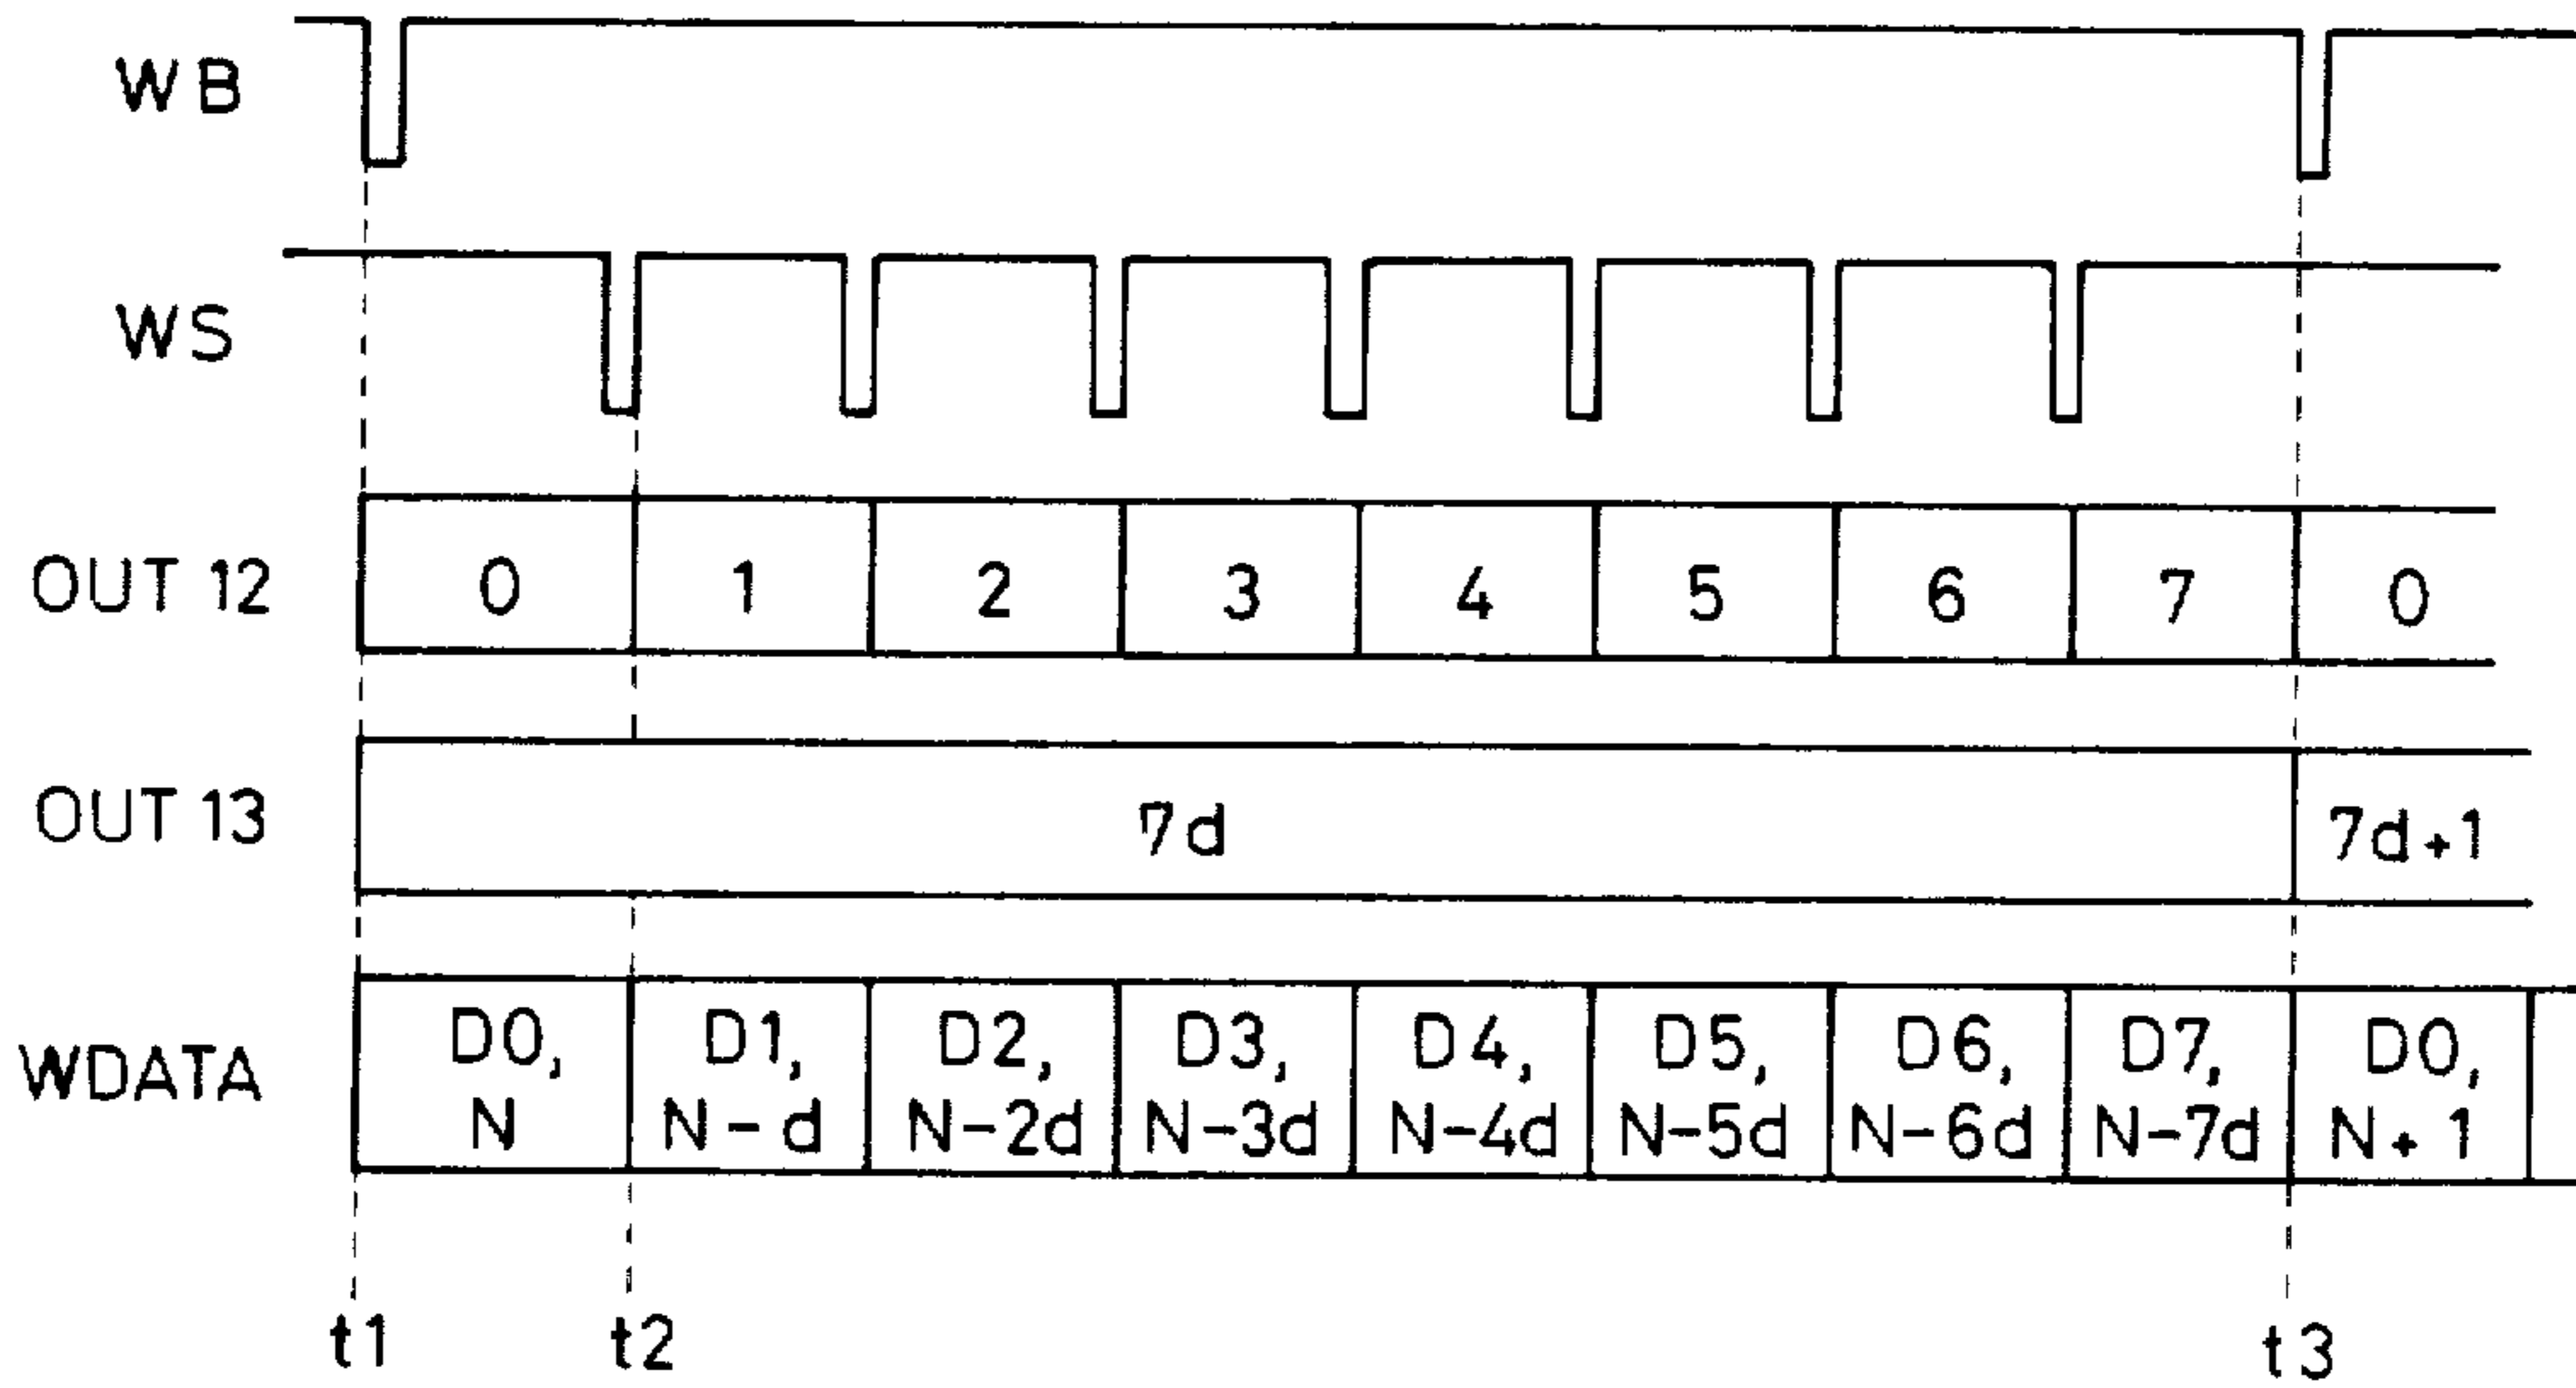 WB
WS
OUT 12 0 1 2 3 4 5 6 7 0
OUT 13 7d 7d+1
WDATA D0, N D1, N-d D2, N-2d D3, N-3d D4, N-4d D5, N-5d D6, N-6d D7, N-7d D0, N+1
t1 t2 t3